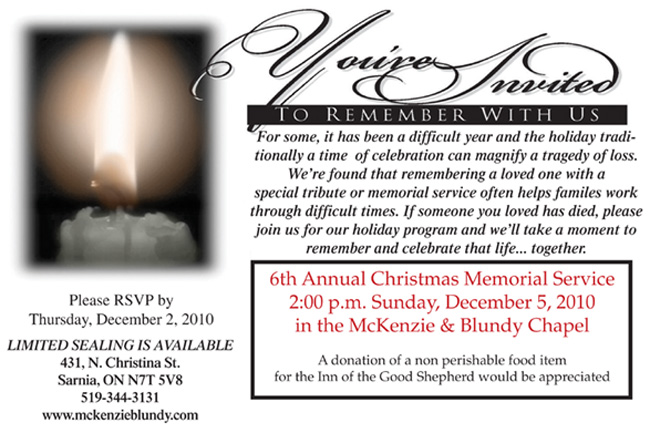 You're Invited
TO REMEMBER WITH US
For some, it has been a difficult year and the holiday tradi-
tionally a time of celebration can magnify a tragedy of loss.
We're found that remembering a loved one with a
special tribute or memorial service often helps familes work
through difficult times. If someone you loved has died, please
join us for our holiday program and we'll take a moment to
remember and celebrate that life... together.
6th Annual Christmas Memorial Service
2:00 p.m. Sunday, December 5, 2010
in the McKenzie & Blundy Chapel
A donation of a non perishable food item
for the Inn of the Good Shepherd would be appreciated
Please RSVP by
Thursday, December 2, 2010
LIMITED SEALING IS AVAILABLE
431, N. Christina St.
Sarnia, ON N7T 5V8
519-344-3131
www.mckenzieblundy.com